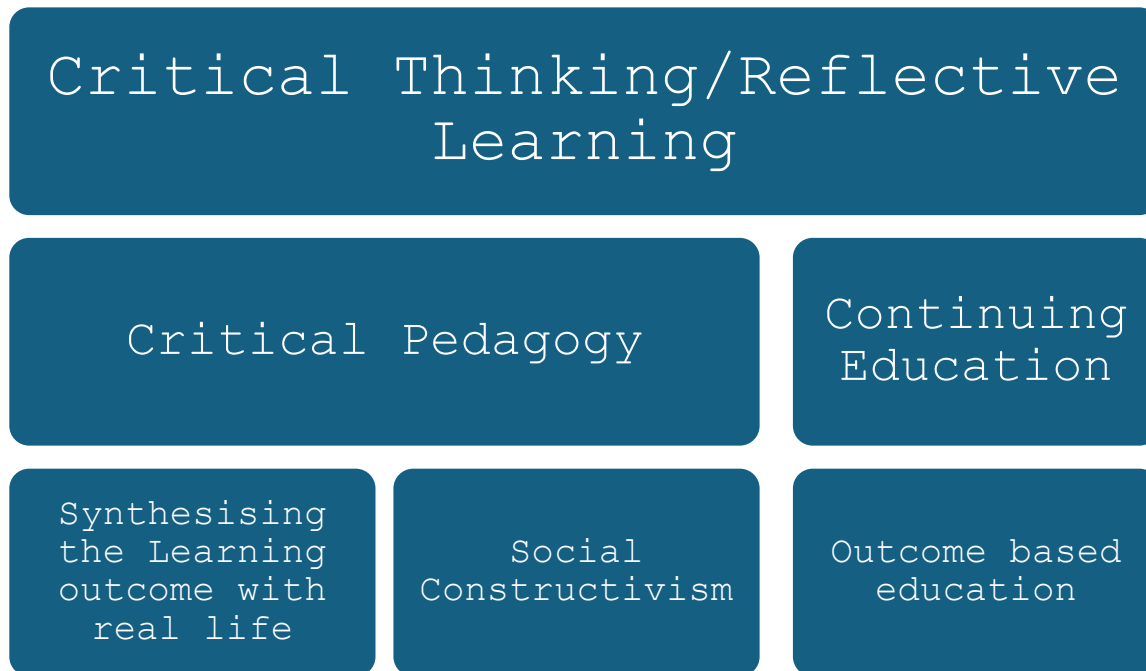 Critical Thinking/Reflective
Learning
Critical Pedagogy
Continuing
Education
Synthesising
the Learning
outcome with
real life
Social
Constructivism
Outcome based
education